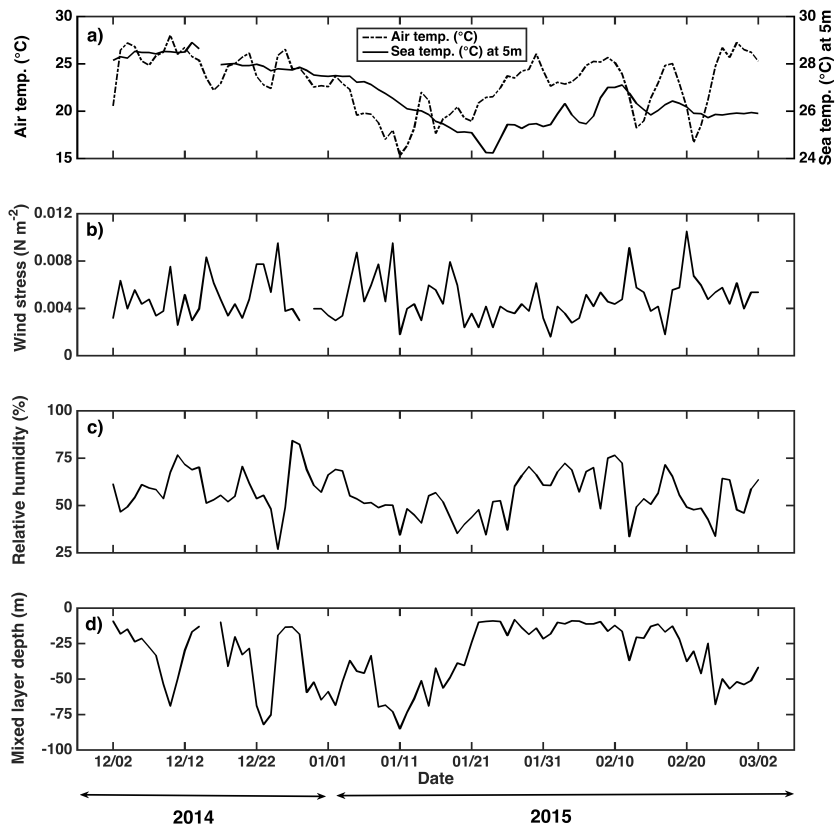 a)
Air temp. (°C)
30
25
20
15
Air temp. (°C)
Sea temp. (°C) at 5m
30
28
26
24
Sea temp. (°C) at 5m
b)
Wind stress (N m-2)
0.012
0.008
0.004
0
c)
Relative humidity (%)
100
75
50
25
d)
Mixed layer depth (m)
0
-25
-50
-75
-100
12/02 12/12 12/22 01/01 01/11 01/21 01/31 02/10 02/20 03/02
Date
2014 2015